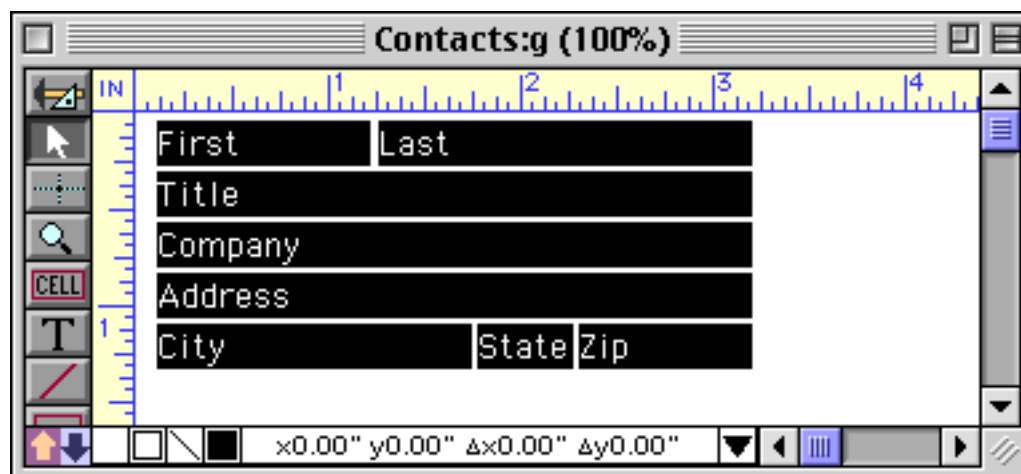 Contacts:g (100%)
IN 1 2 3 4
First Last
Title
Company
CELL
Address
T 1 City State Zip
x0.00" y0.00" Δx0.00" Δy0.00"